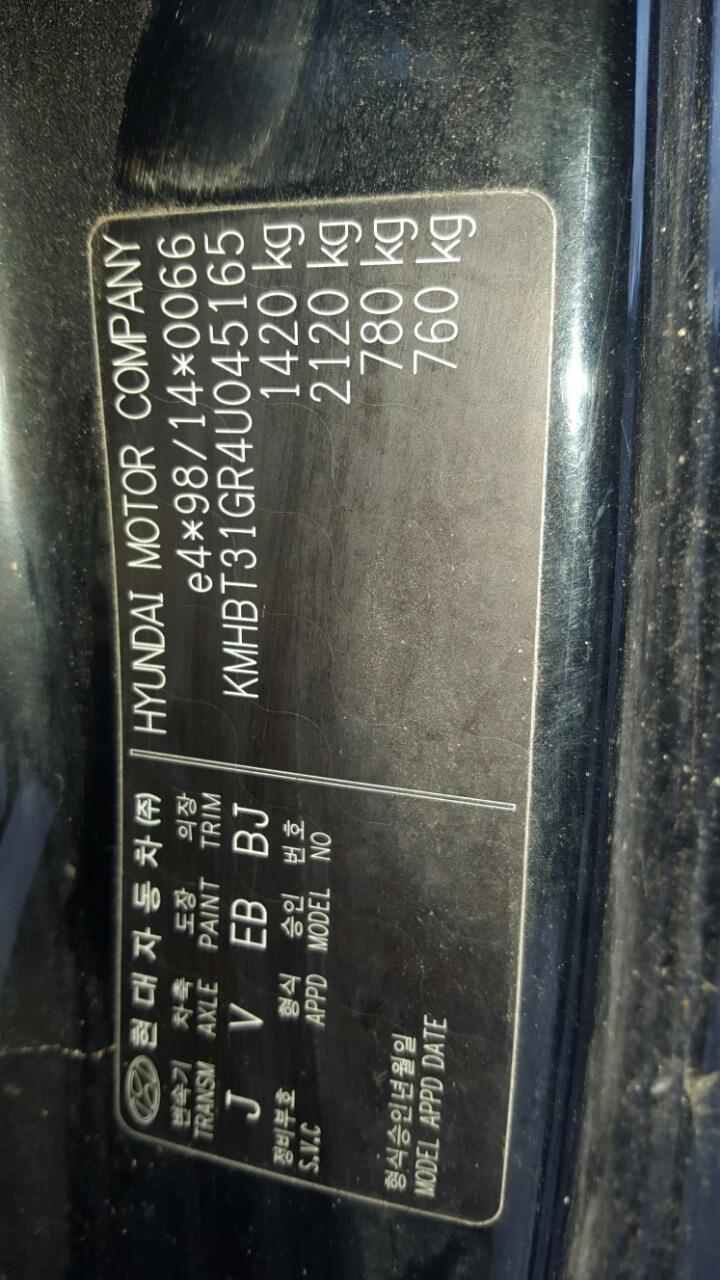 현대자동차(주)
HYUNDAI MOTOR COMPANY
변속기 차축 도장 의장
TRANSM AXLE PAINT TRIM
J V EB BJ
정비부호 형식 승인 번호
S.V.C APPD MODEL NO
형식승인년월일
MODEL APPD DATE
e4*98/14*0066
KMHBT31GR4U045165
1420 kg
2120 kg
780 kg
760 kg